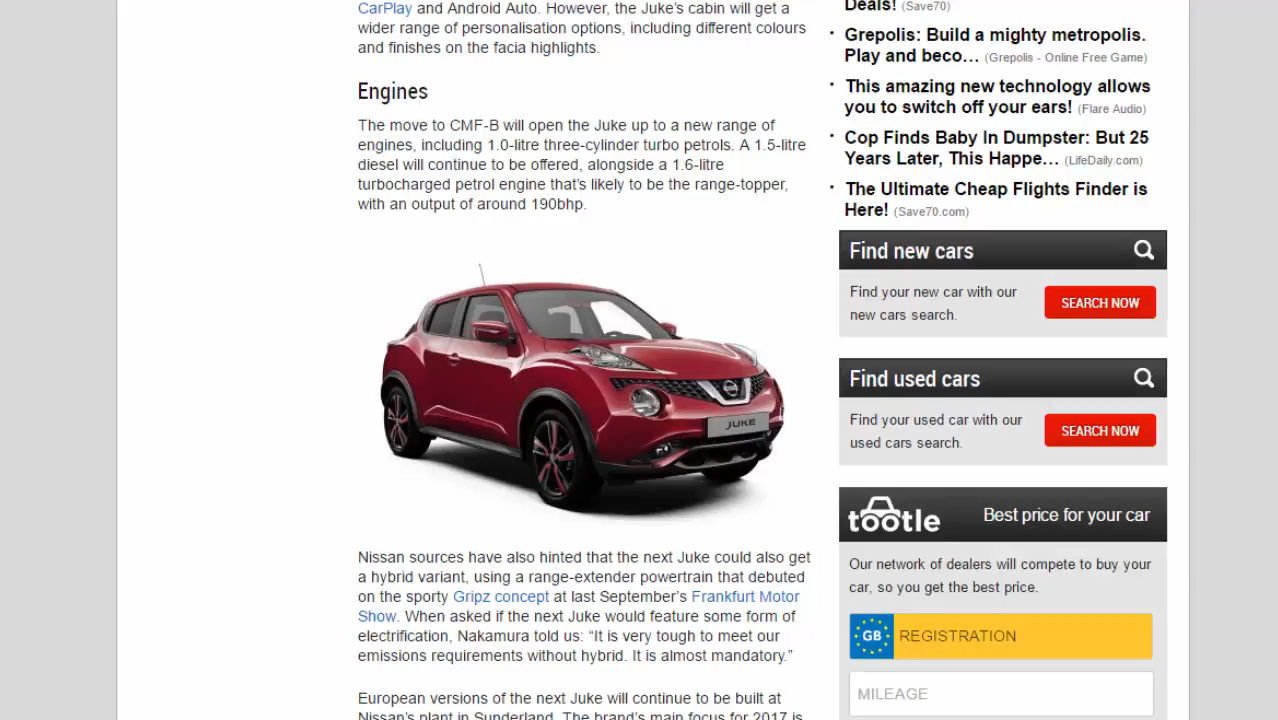 CarPlay and Android Auto. However, the Juke's cabin will get a
wider range of personalisation options, including different colours
and finishes on the facia highlights.
Engines
The move to CMF-B will open the Juke up to a new range of
engines, including 1.0-litre three-cylinder turbo petrols. A 1.5-litre
diesel will continue to be offered, alongside a 1.6-litre
turbocharged petrol engine that's likely to be the range-topper,
with an output of around 190bhp.
JUKE
Nissan sources have also hinted that the next Juke could also get
a hybrid variant, using a range-extender powertrain that debuted
on the sporty Gripz concept at last September's Frankfurt Motor
Show. When asked if the next Juke would feature some form of
electrification, Nakamura told us: “It is very tough to meet our
emissions requirements without hybrid. It is almost mandatory.”
European versions of the next Juke will continue to be built at
Nissan's plant in Sunderland. The brand's main focus for 2017 is
Deals! (Save70)
· Grepolis: Build a mighty metropolis.
Play and beco… (Grepolis - Online Free Game)
· This amazing new technology allows
you to switch off your ears! (Flare Audio)
· Cop Finds Baby In Dumpster: But 25
Years Later, This Happe… (LifeDaily.com)
· The Ultimate Cheap Flights Finder is
Here! (Save70.com)
Find new cars
Find your new car with our
new cars search.
SEARCH NOW
Find used cars
Find your used car with our
used cars search.
SEARCH NOW
tootle Best price for your car
Our network of dealers will compete to buy your
car, so you get the best price.
GB REGISTRATION
MILEAGE